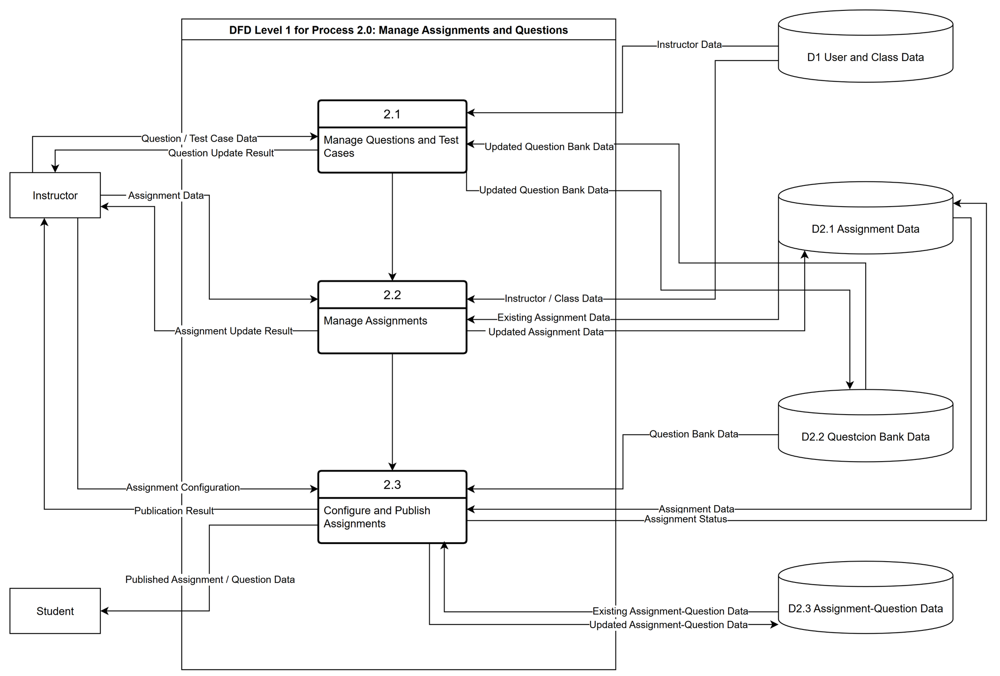 DFD Level 1 for Process 2.0: Manage Assignments and Questions
Instructor Data
D1 User and Class Data
2.1
Manage Questions and Test
Cases
Question / Test Case Data
Question Update Result
Updated Question Bank Data
Updated Question Bank Data
Instructor
Assignment Data
D2.1 Assignment Data
2.2
Manage Assignments
Instructor / Class Data
Existing Assignment Data
Updated Assignment Data
Assignment Update Result
Question Bank Data
D2.2 Questcion Bank Data
2.3
Configure and Publish
Assignments
Assignment Configuration
Publication Result
Assignment Data
Assignment Status
Published Assignment / Question Data
Student
Existing Assignment-Question Data
Updated Assignment-Question Data
D2.3 Assignment-Question Data